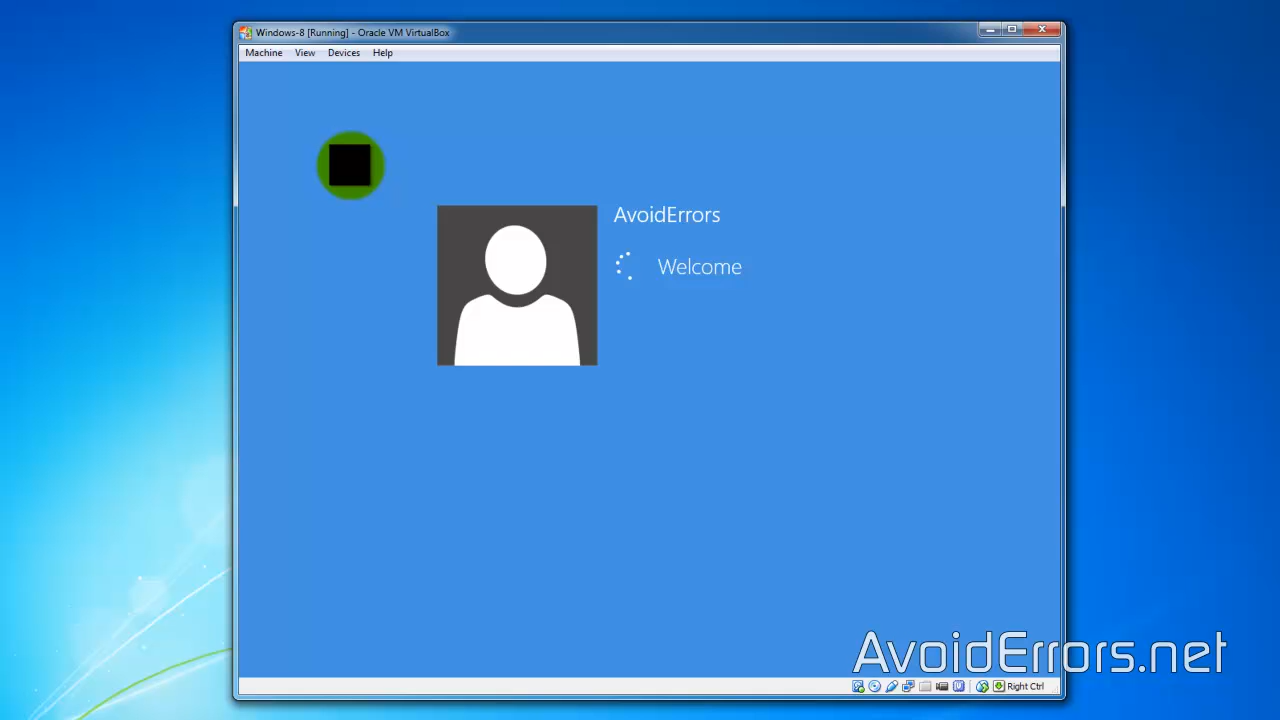 Windows-8 [Running] - Oracle VM VirtualBox
Machine View Devices Help
AvoidErrors
Welcome
AvoidErrors.net
Right Ctrl